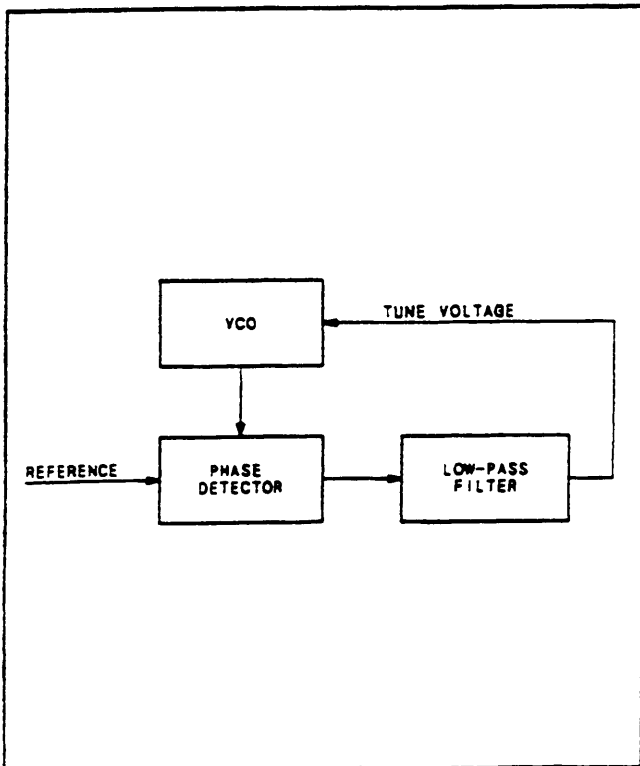 VCO
TUNE VOLTAGE
REFERENCE
PHASE
DETECTOR
LOW-PASS
FILTER